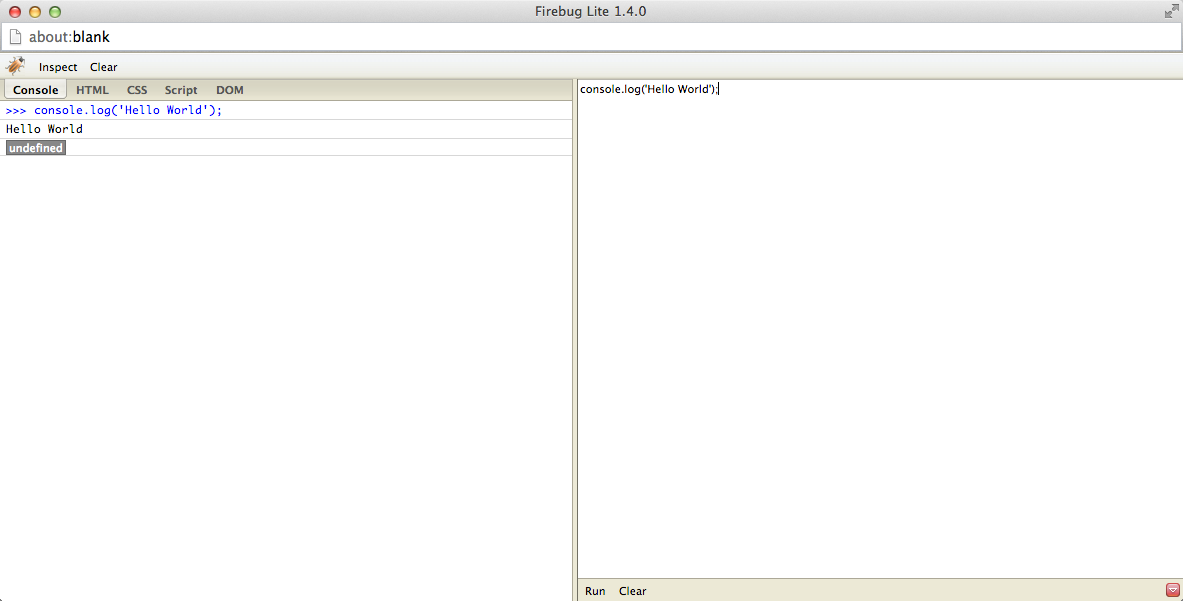 Firebug Lite 1.4.0
about:blank
Inspect Clear
Console HTML CSS Script DOM
>>> console.log('Hello World');
Hello World
undefined
console.log('Hello World');
Run Clear